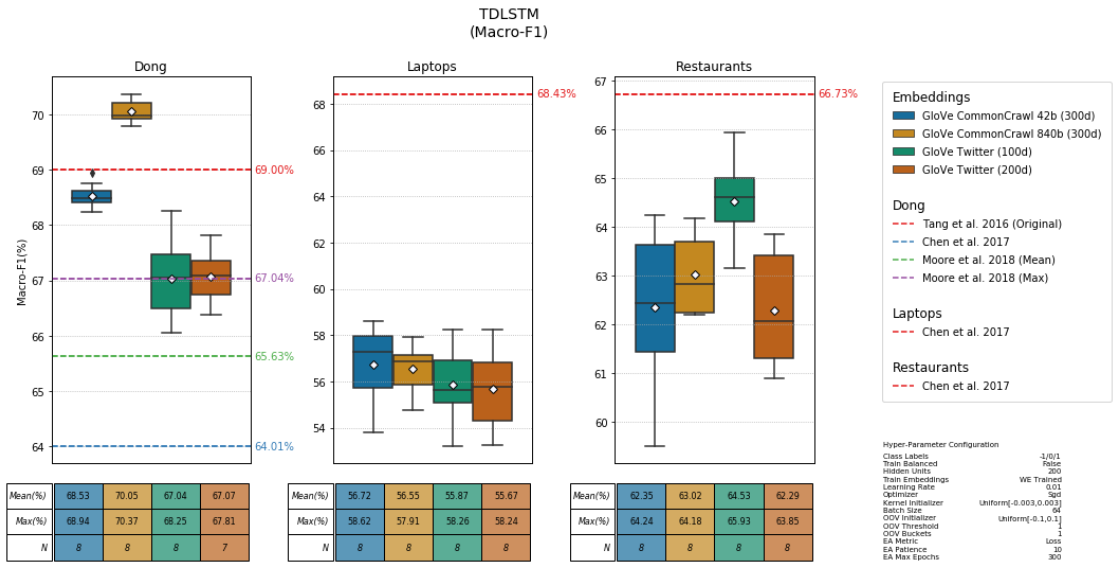 TDLSTM
(Macro-F1)
Dong
Macro-F1(%)
70
69
68
67
66
65
64
69.00%
67.04%
65.63%
64.01%
Laptops
68
66
64
62
60
58
56
54
68.43%
Restaurants
67
66
65
64
63
62
61
60
66.73%
Embeddings
GloVe CommonCrawl 42b (300d)
GloVe CommonCrawl 840b (300d)
GloVe Twitter (100d)
GloVe Twitter (200d)
Dong
Tang et al. 2016 (Original)
Chen et al. 2017
Moore et al. 2018 (Mean)
Moore et al. 2018 (Max)
Laptops
Chen et al. 2017
Restaurants
Chen et al. 2017
Mean(%) 68.53 70.05 67.04 67.07
Max(%) 68.94 70.37 68.25 67.81
N 8 8 8 7
Mean(%) 56.72 56.55 55.87 55.67
Max(%) 58.62 57.91 58.26 58.24
N 8 8 8 8
Mean(%) 62.35 63.02 64.53 62.29
Max(%) 64.24 64.18 65.93 63.85
N 8 8 8 8
Hyper-Parameter Configuration
Class Labels -1/0/1
Train Balanced False
Hidden Units 200
Train Embeddings WE Trained
Learning Rate 0.01
Optimizer Sgd
Kernel Initializer Uniform[-0.003,0.003]
Batch Size 64
OOV Initializer Uniform[-0.1,0.1]
OOV Threshold 1
OOV Buckets 1
EA Metric Loss
EA Patience 10
EA Max Epochs 300